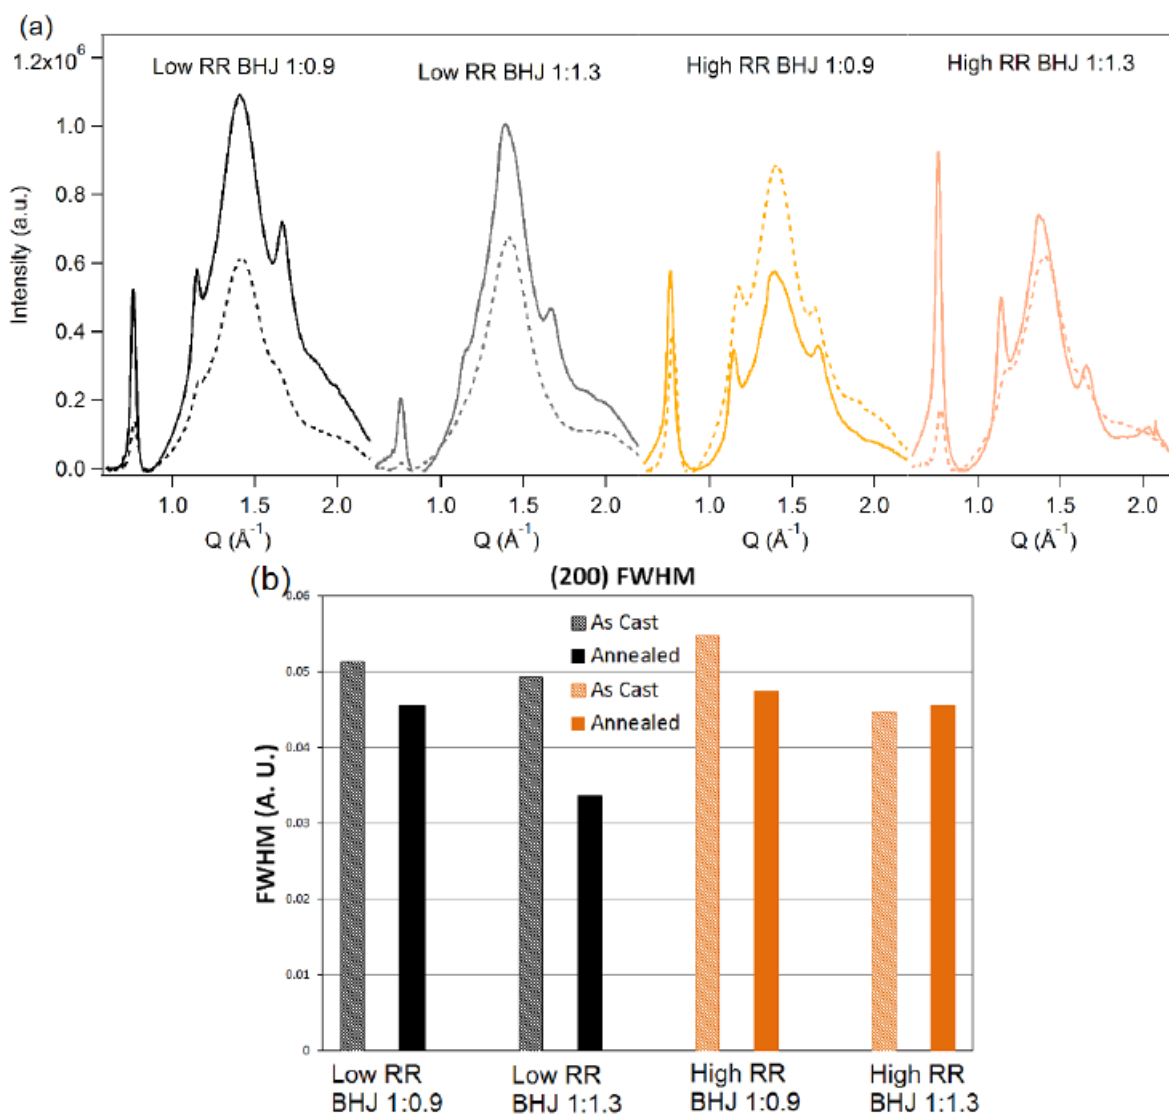 (a)
1.2x10⁶
1.0
0.8
0.6
0.4
0.2
0.0
Intensity (a.u.)
Low RR BHJ 1:0.9
Low RR BHJ 1:1.3
High RR BHJ 1:0.9
High RR BHJ 1:1.3
1.0 1.5 2.0 1.0 1.5 2.0 1.0 1.5 2.0 1.0 1.5 2.0
Q (Å⁻¹) Q (Å⁻¹) Q (Å⁻¹) Q (Å⁻¹)
(b)
(200) FWHM
0.06
0.05
0.04
0.03
0.02
0.01
0
FWHM (A. U.)
As Cast
Annealed
As Cast
Annealed
Low RR
BHJ 1:0.9
Low RR
BHJ 1:1.3
High RR
BHJ 1:0.9
High RR
BHJ 1:1.3